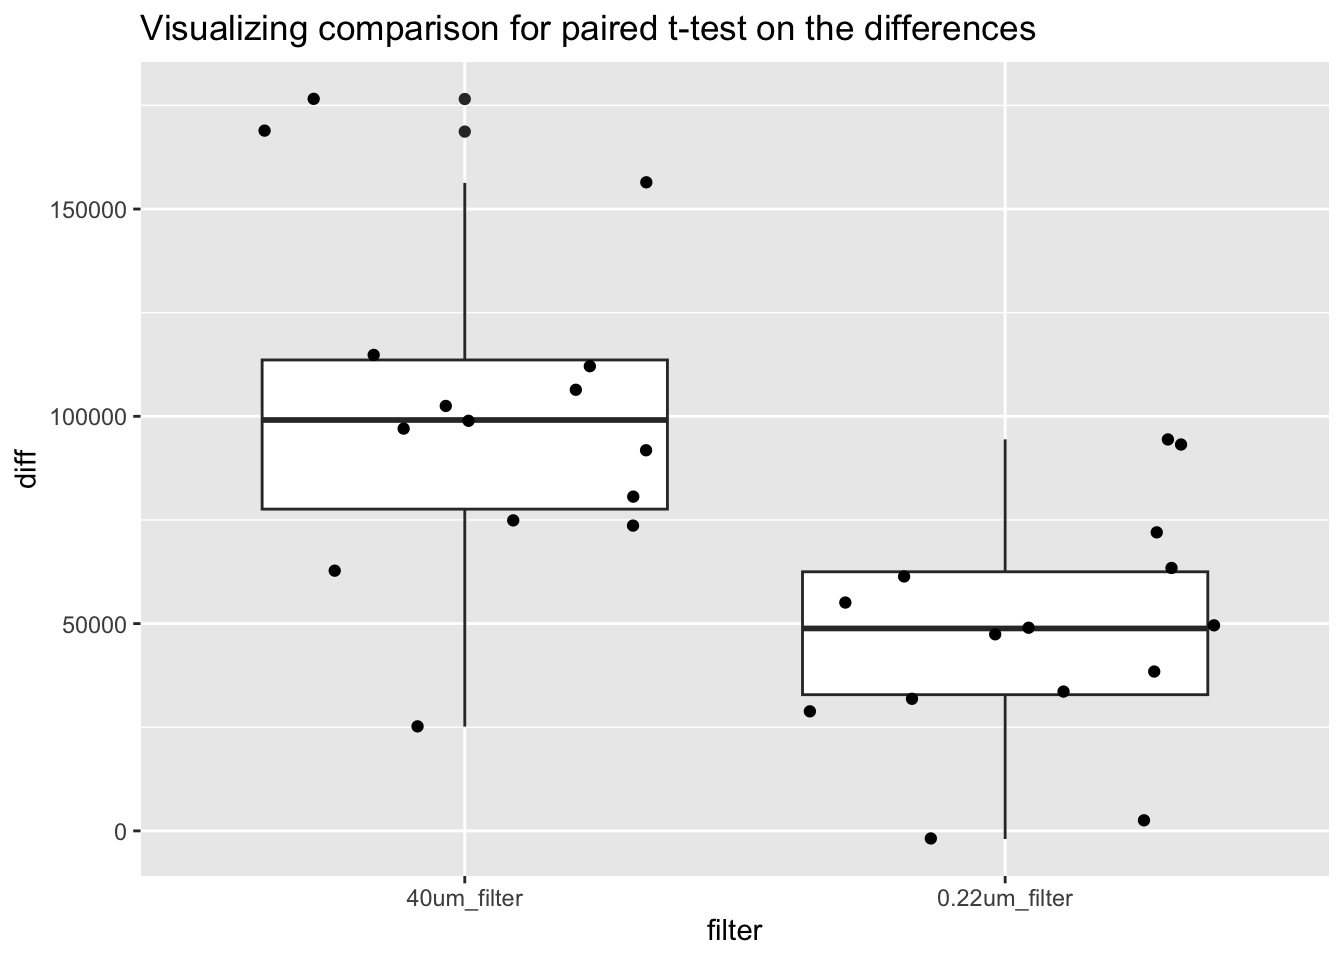 Visualizing comparison for paired t-test on the differences
150000
100000
50000
0
diff
40um_filter
0.22um_filter
filter